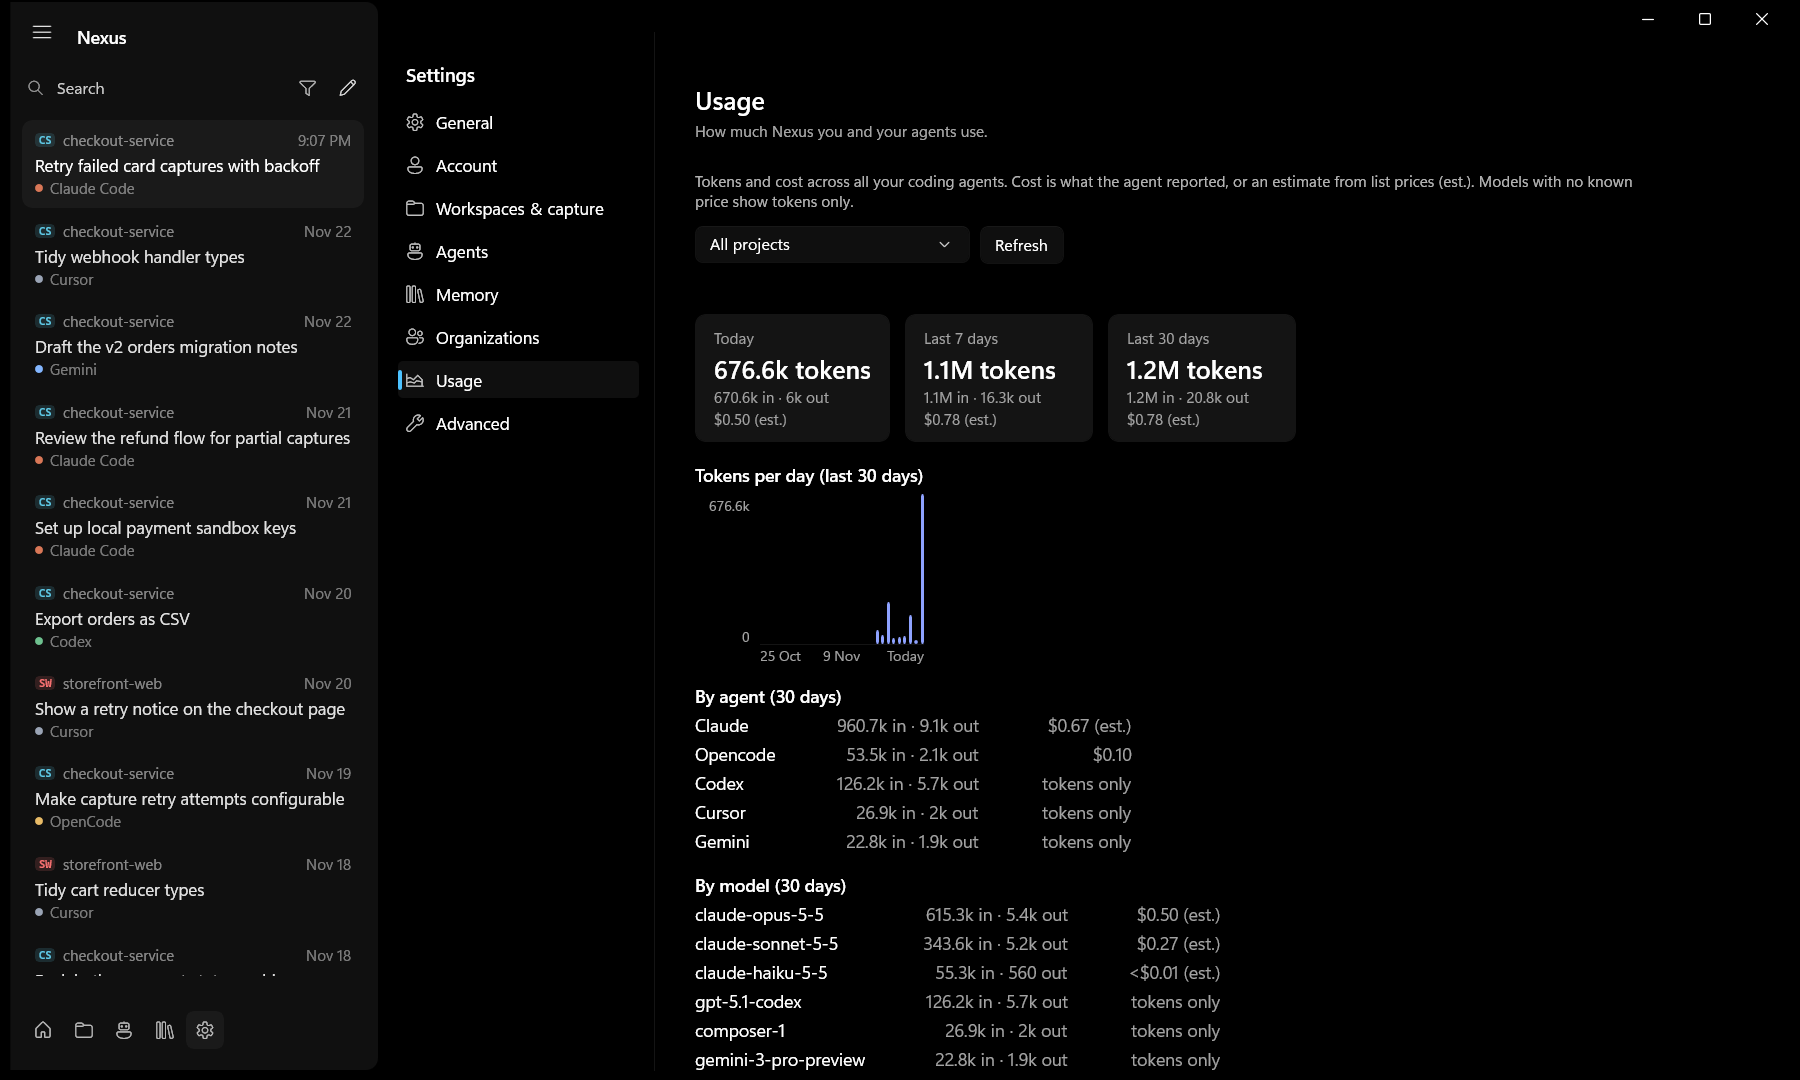 Nexus
Search
CS checkout-service 9:07 PM
Retry failed card captures with backoff
Claude Code
CS checkout-service Nov 22
Tidy webhook handler types
Cursor
CS checkout-service Nov 22
Draft the v2 orders migration notes
Gemini
CS checkout-service Nov 21
Review the refund flow for partial captures
Claude Code
CS checkout-service Nov 21
Set up local payment sandbox keys
Claude Code
CS checkout-service Nov 20
Export orders as CSV
Codex
SW storefront-web Nov 20
Show a retry notice on the checkout page
Cursor
CS checkout-service Nov 19
Make capture retry attempts configurable
OpenCode
SW storefront-web Nov 18
Tidy cart reducer types
Cursor
CS checkout-service Nov 18
Settings
General
Account
Workspaces & capture
Agents
Memory
Organizations
Usage
Advanced
Usage
How much Nexus you and your agents use.
Tokens and cost across all your coding agents. Cost is what the agent reported, or an estimate from list prices (est.). Models with no known
price show tokens only.
All projects
Refresh
Today
676.6k tokens
670.6k in · 6k out
$0.50 (est.)
Last 7 days
1.1M tokens
1.1M in · 16.3k out
$0.78 (est.)
Last 30 days
1.2M tokens
1.2M in · 20.8k out
$0.78 (est.)
Tokens per day (last 30 days)
676.6k
0
25 Oct 9 Nov Today
By agent (30 days)
Claude 960.7k in · 9.1k out $0.67 (est.)
Opencode 53.5k in · 2.1k out $0.10
Codex 126.2k in · 5.7k out tokens only
Cursor 26.9k in · 2k out tokens only
Gemini 22.8k in · 1.9k out tokens only
By model (30 days)
claude-opus-5-5 615.3k in · 5.4k out $0.50 (est.)
claude-sonnet-5-5 343.6k in · 5.2k out $0.27 (est.)
claude-haiku-5-5 55.3k in · 560 out <$0.01 (est.)
gpt-5.1-codex 126.2k in · 5.7k out tokens only
composer-1 26.9k in · 2k out tokens only
gemini-3-pro-preview 22.8k in · 1.9k out tokens only